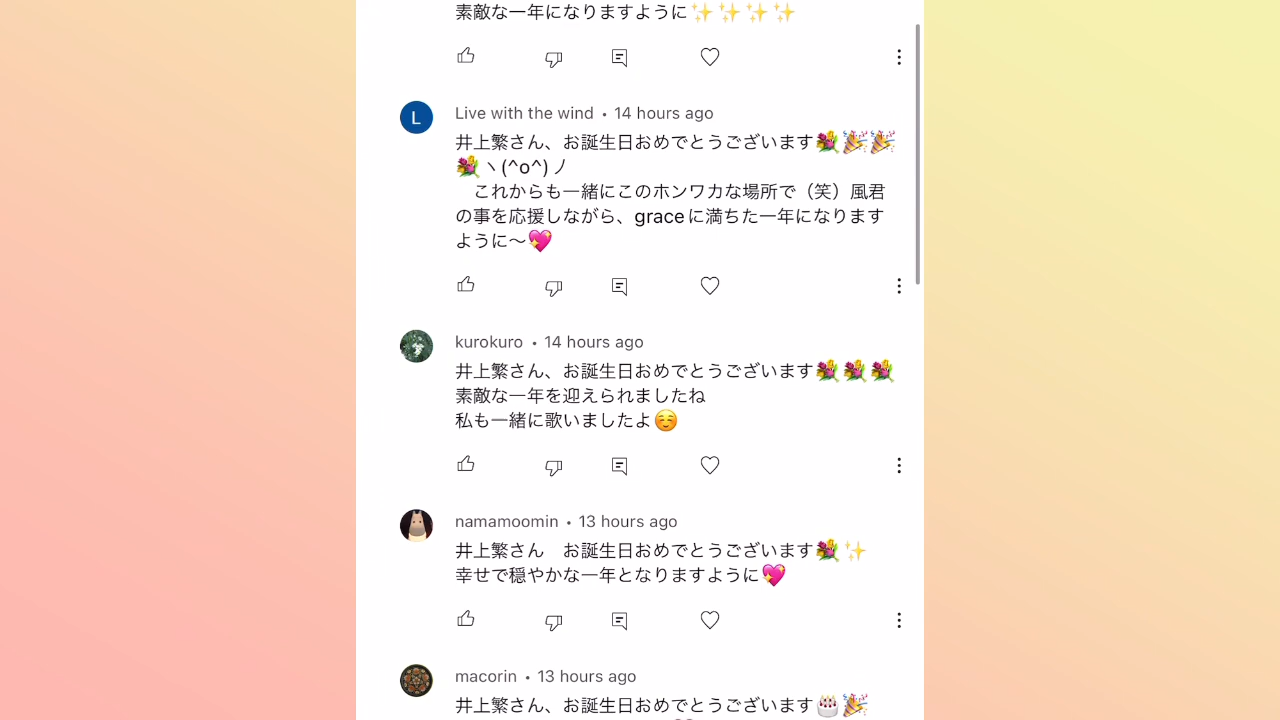 素敵な一年になりますように✨✨✨✨
L
Live with the wind • 14 hours ago
井上繁さん、お誕生日おめでとうございます💐🎉🎉
💐ヽ(^o^)ノ
　これからも一緒にこのホンワカな場所で（笑）風君
の事を応援しながら、graceに満ちた一年になります
ように〜💖
kurokuro • 14 hours ago
井上繁さん、お誕生日おめでとうございます💐💐💐
素敵な一年を迎えられましたね
私も一緒に歌いましたよ☺️
namamoomin • 13 hours ago
井上繁さん　お誕生日おめでとうございます💐✨
幸せで穏やかな一年となりますように💖
macorin • 13 hours ago
井上繁さん、お誕生日おめでとうございます🎂🎉